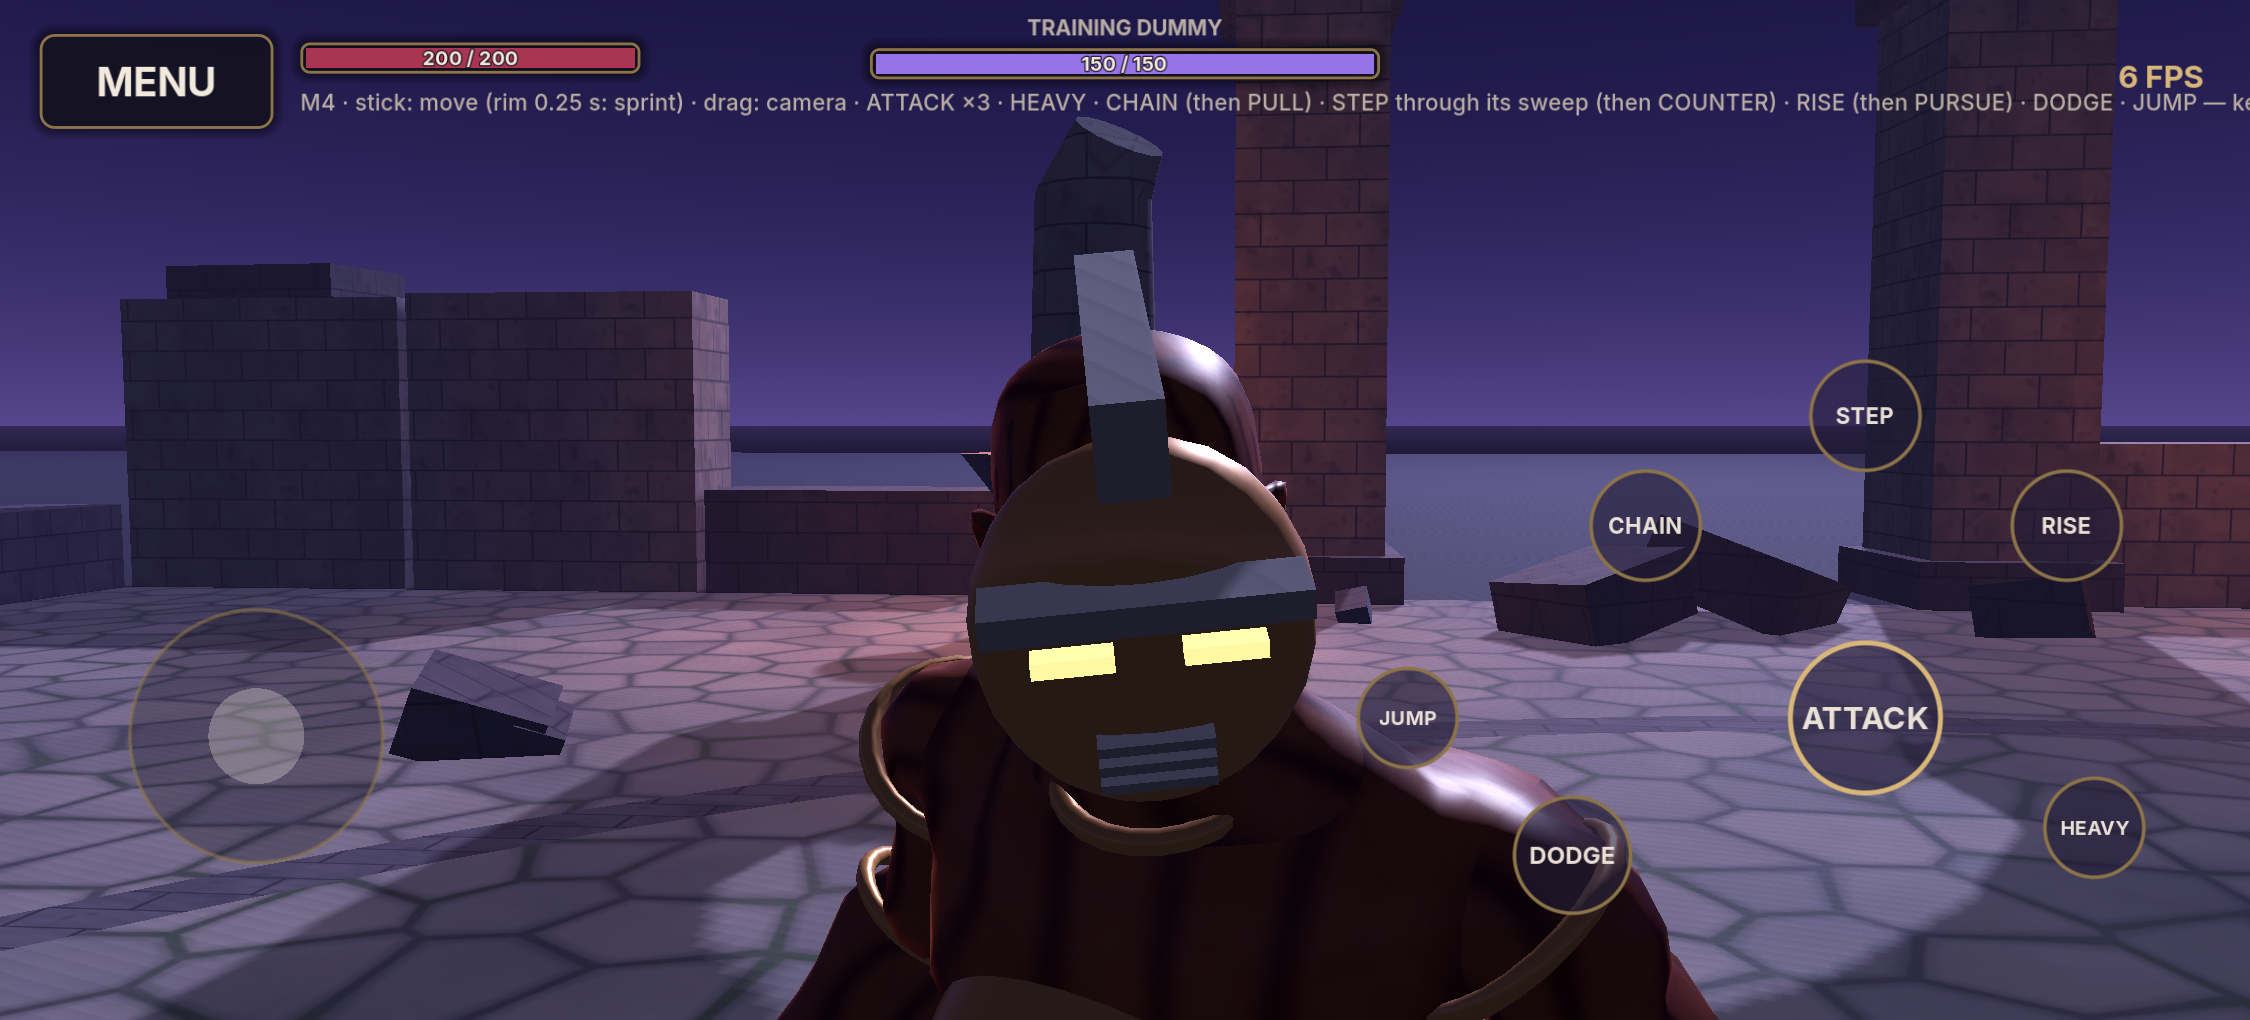 TRAINING DUMMY
MENU
200 / 200
150 / 150
6 FPS
M4 · stick: move (rim 0.25 s: sprint) · drag: camera · ATTACK ×3 · HEAVY · CHAIN (then PULL) · STEP through its sweep (then COUNTER) · RISE (then PURSUE) · DODGE · JUMP —
STEP
CHAIN
RISE
JUMP
ATTACK
HEAVY
DODGE